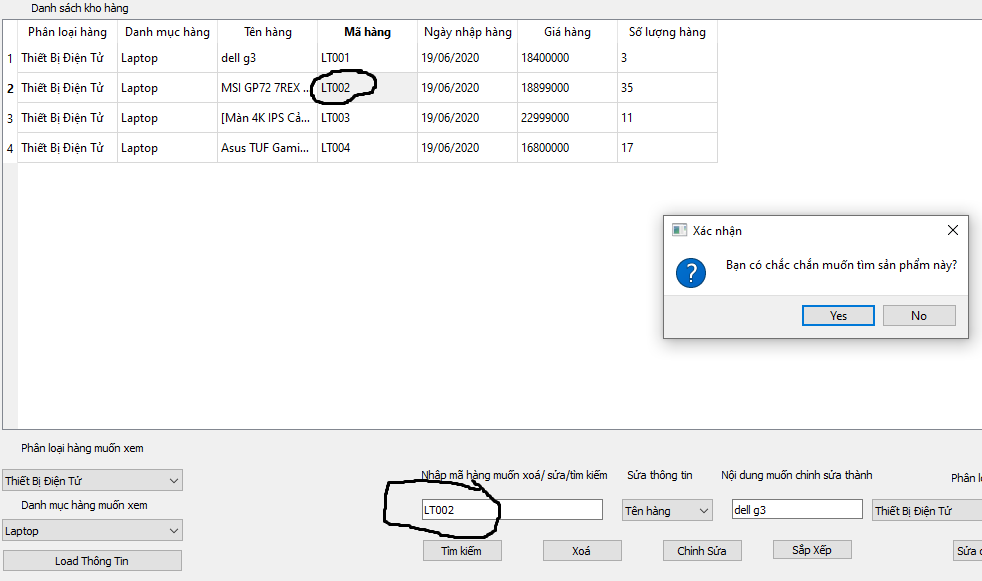 Danh sách kho hàng
Phân loại hàng Danh mục hàng Tên hàng Mã hàng Ngày nhập hàng Giá hàng Số lượng hàng
1 Thiết Bị Điện Tử Laptop dell g3 LT001 19/06/2020 18400000 3
2 Thiết Bị Điện Tử Laptop MSI GP72 7REX ... LT002 19/06/2020 18899000 35
3 Thiết Bị Điện Tử Laptop [Màn 4K IPS Cả... LT003 19/06/2020 22999000 11
4 Thiết Bị Điện Tử Laptop Asus TUF Gami... LT004 19/06/2020 16800000 17
Xác nhận
Bạn có chắc chắn muốn tìm sản phẩm này?
Yes No
Phân loại hàng muốn xem
Thiết Bị Điện Tử
Danh mục hàng muốn xem
Laptop
Load Thông Tin
Nhập mã hàng muốn xoá/ sửa/tìm kiếm Sửa thông tin Nội dung muốn chỉnh sửa thành Phân l
LT002 Tên hàng dell g3 Thiết Bị Điện Tử
Tìm kiếm Xoá Chỉnh Sửa Sắp Xếp Sửa